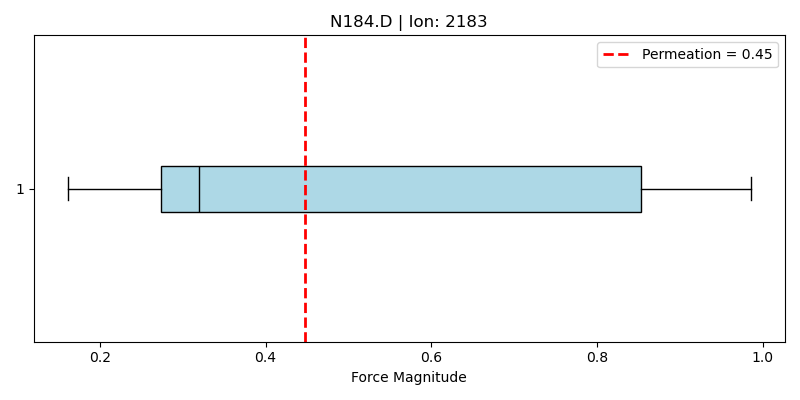 N184.D | Ion: 2183
Permeation = 0.45
1
0.2 0.4 0.6 0.8 1.0
Force Magnitude